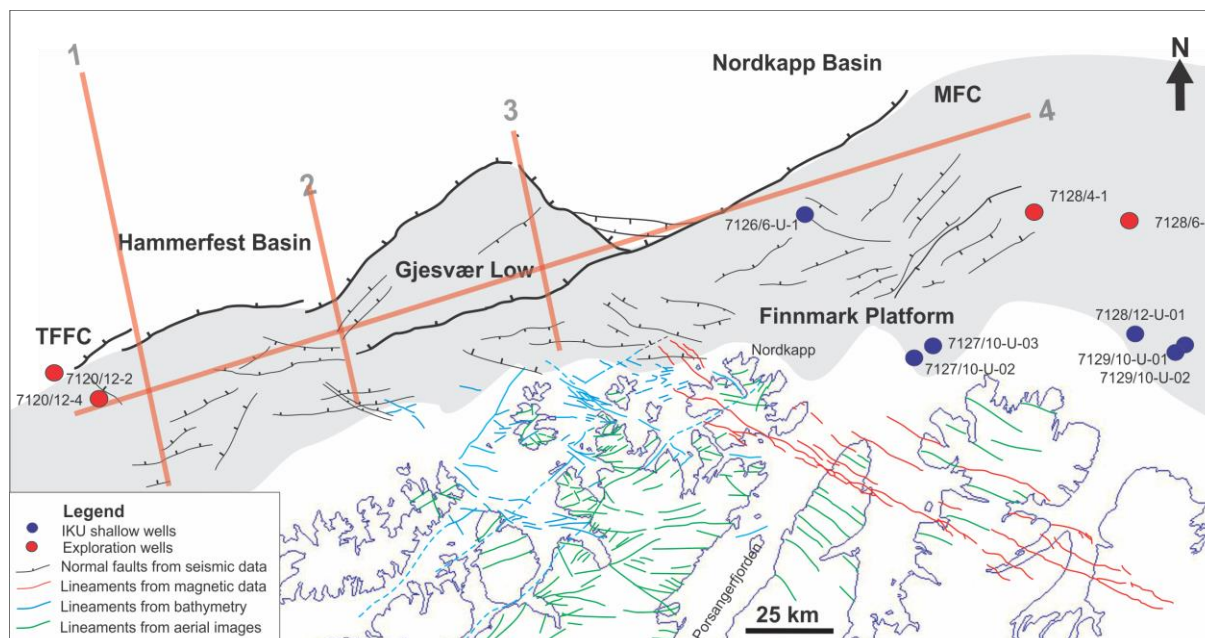 1
Nordkapp Basin
N
MFC
3
4
2
7128/4-1
7126/6-U-1
7128/6-
Hammerfest Basin
Gjesvær Low
Finnmark Platform
7128/12-U-01
TFFC
Nordkapp
7127/10-U-03
7129/10-U-01
7120/12-2
7127/10-U-02
7129/10-U-02
7120/12-4
Legend
IKU shallow wells
Exploration wells
Normal faults from seismic data
Lineaments from magnetic data
Lineaments from bathymetry
Lineaments from aerial images
Porsangerfjorden
25 km